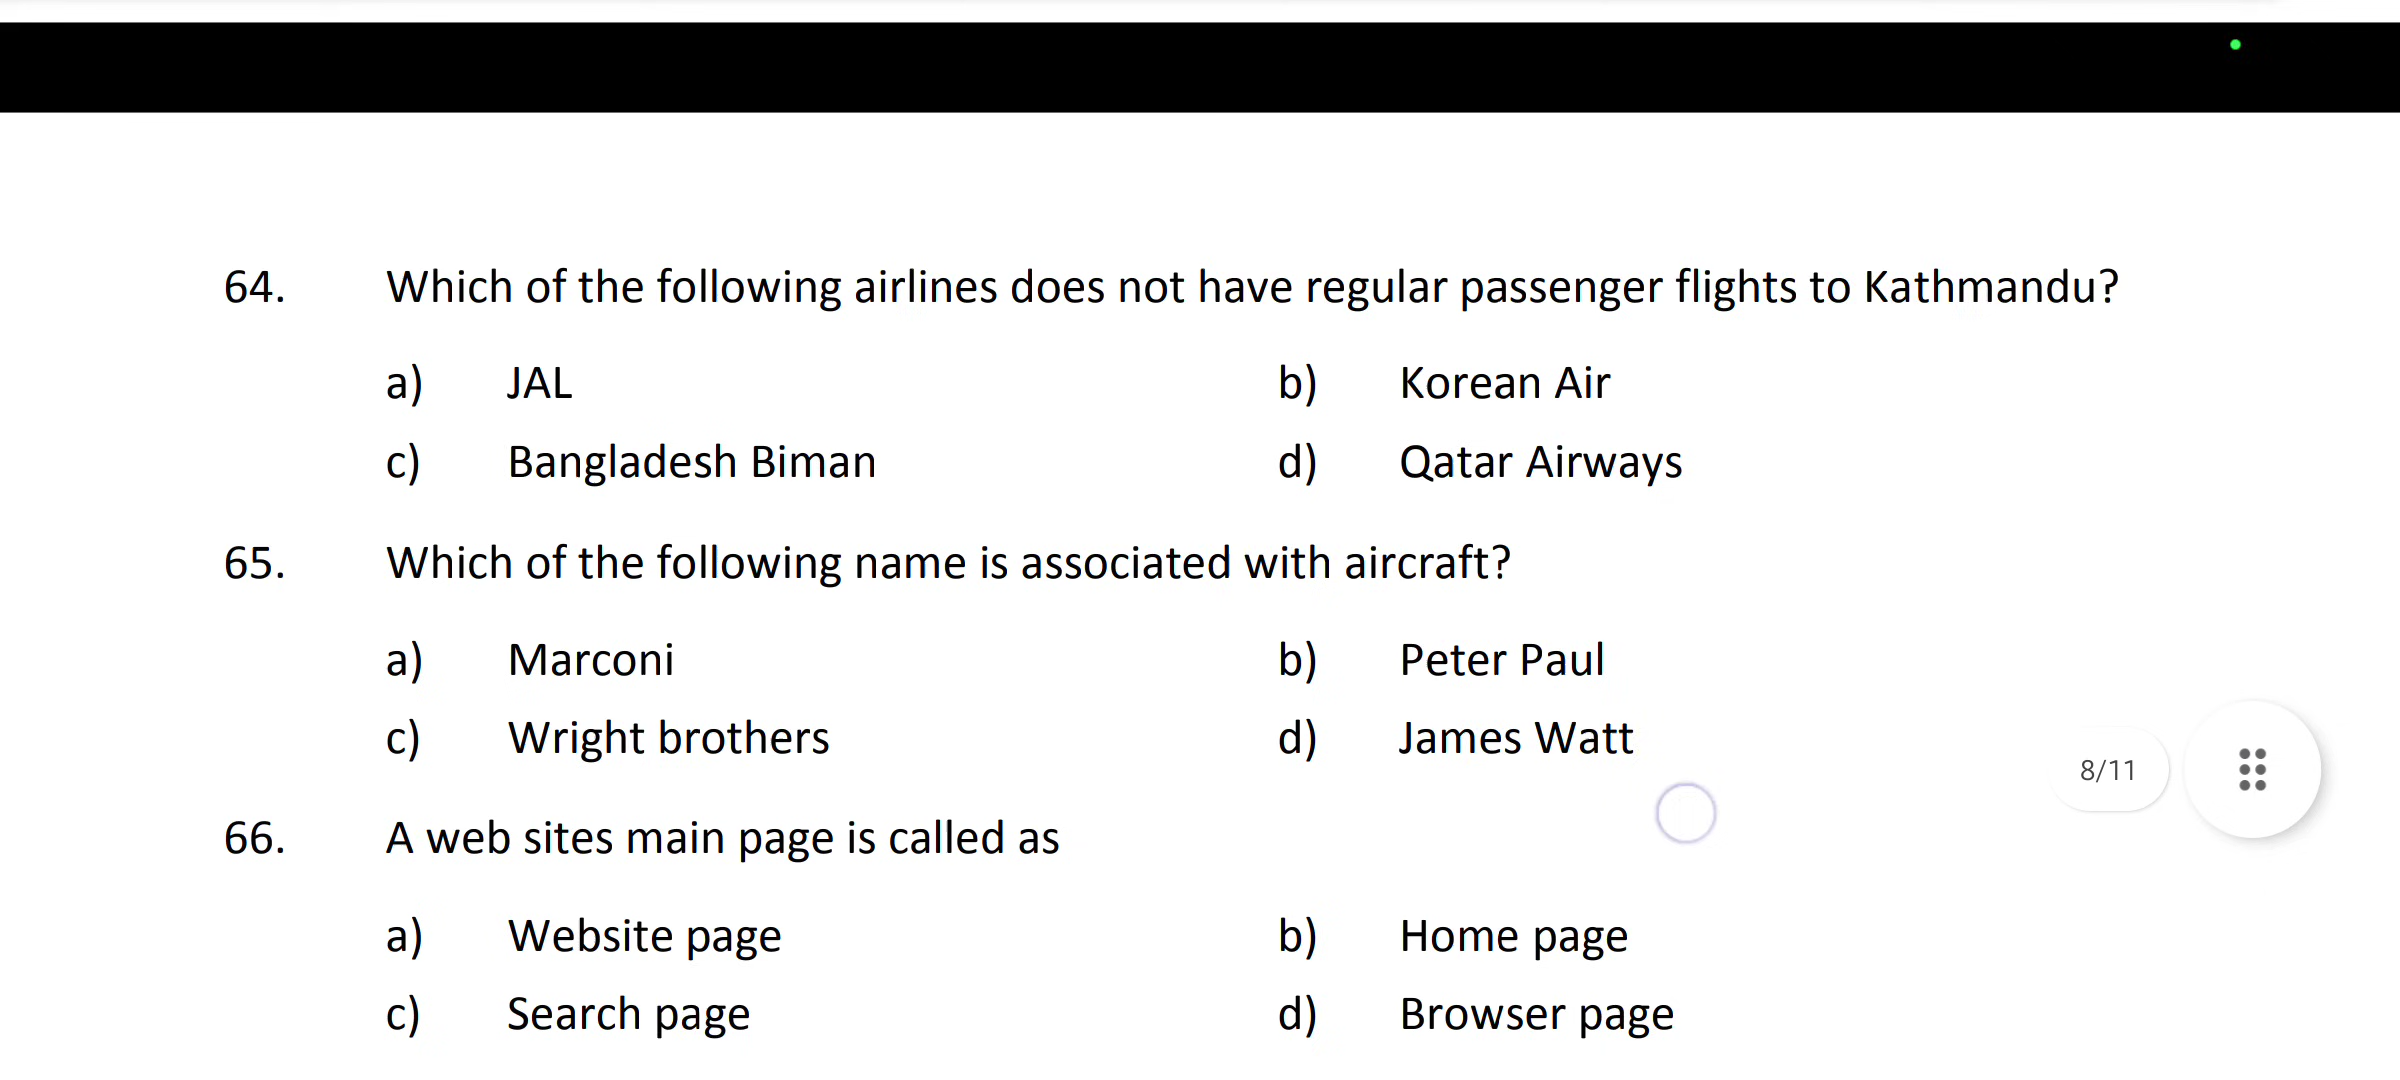 64. Which of the following airlines does not have regular passenger flights to Kathmandu?
a) JAL b) Korean Air
c) Bangladesh Biman d) Qatar Airways
65. Which of the following name is associated with aircraft?
a) Marconi b) Peter Paul
c) Wright brothers d) James Watt
8/11
66. A web sites main page is called as
a) Website page b) Home page
c) Search page d) Browser page